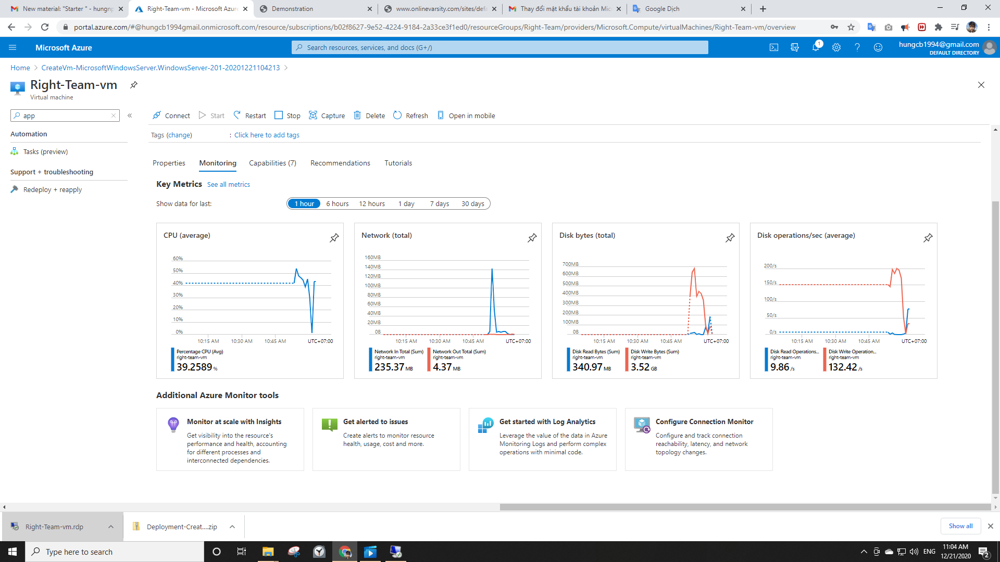 New material: "Starter " - hungnp
Right-Team-vm - Microsoft Azure
Demonstration
www.onlinevarsity.com/sites/defa
Thay đổi mật khẩu tài khoản Mic
Google Dịch
portal.azure.com/#@hungcb1994gmail.onmicrosoft.com/resource/subscriptions/b02f8627-9e52-4224-9184-2a33ce3f1ed0/resourceGroups/Right-Team/providers/Microsoft.Compute/virtualMachines/Right-Team-vm/overview
Microsoft Azure
Search resources, services, and docs (G+/)
1
hungcb1994@gmail.com
DEFAULT DIRECTORY
Home
CreateVm-MicrosoftWindowsServer.WindowsServer-201-20201221104213
Right-Team-vm
Virtual machine
app
Connect
Start
Restart
Stop
Capture
Delete
Refresh
Open in mobile
Automation
Tasks (preview)
Support + troubleshooting
Redeploy + reapply
Tags (change) : Click here to add tags
Properties
Monitoring
Capabilities (7)
Recommendations
Tutorials
Key Metrics See all metrics
Show data for last:
1 hour
6 hours
12 hours
1 day
7 days
30 days
CPU (average)
60%
50%
40%
30%
20%
10%
0%
10:15 AM 10:30 AM 10:45 AM UTC+07:00
Percentage CPU (Avg)
right-team-vm
39.2589 %
Network (total)
160MB
140MB
120MB
100MB
80MB
60MB
40MB
20MB
0B
10:15 AM 10:30 AM 10:45 AM UTC+07:00
Network In Total (Sum)
right-team-vm
235.37 MB
Network Out Total (Sum)
right-team-vm
4.37 MB
Disk bytes (total)
700MB
600MB
500MB
400MB
300MB
200MB
100MB
0B
10:15 AM 10:30 AM 10:45 AM UTC+07:00
Disk Read Bytes (Sum)
right-team-vm
340.97 MB
Disk Write Bytes (Sum)
right-team-vm
3.52 GB
Disk operations/sec (average)
200/s
150/s
100/s
50/s
0/s
10:15 AM 10:30 AM 10:45 AM UTC+07:00
Disk Read Operations...
right-team-vm
9.86 /s
Disk Write Operation...
right-team-vm
132.42 /s
Additional Azure Monitor tools
Monitor at scale with Insights
Get visibility into the resource's
performance and health, accounting
for different processes and
interconnected dependencies.
Get alerted to issues
Create alerts to monitor resource
health, usage, cost and more.
Get started with Log Analytics
Leverage the value of the data in Azure
Monitoring Logs and perform complex
operations with minimal code.
Configure Connection Monitor
Configure and track connection
reachability, latency, and network
topology changes.
Right-Team-vm.rdp
Deployment-Creat....zip
Show all
Type here to search
ENG
11:04 AM
12/21/2020
2